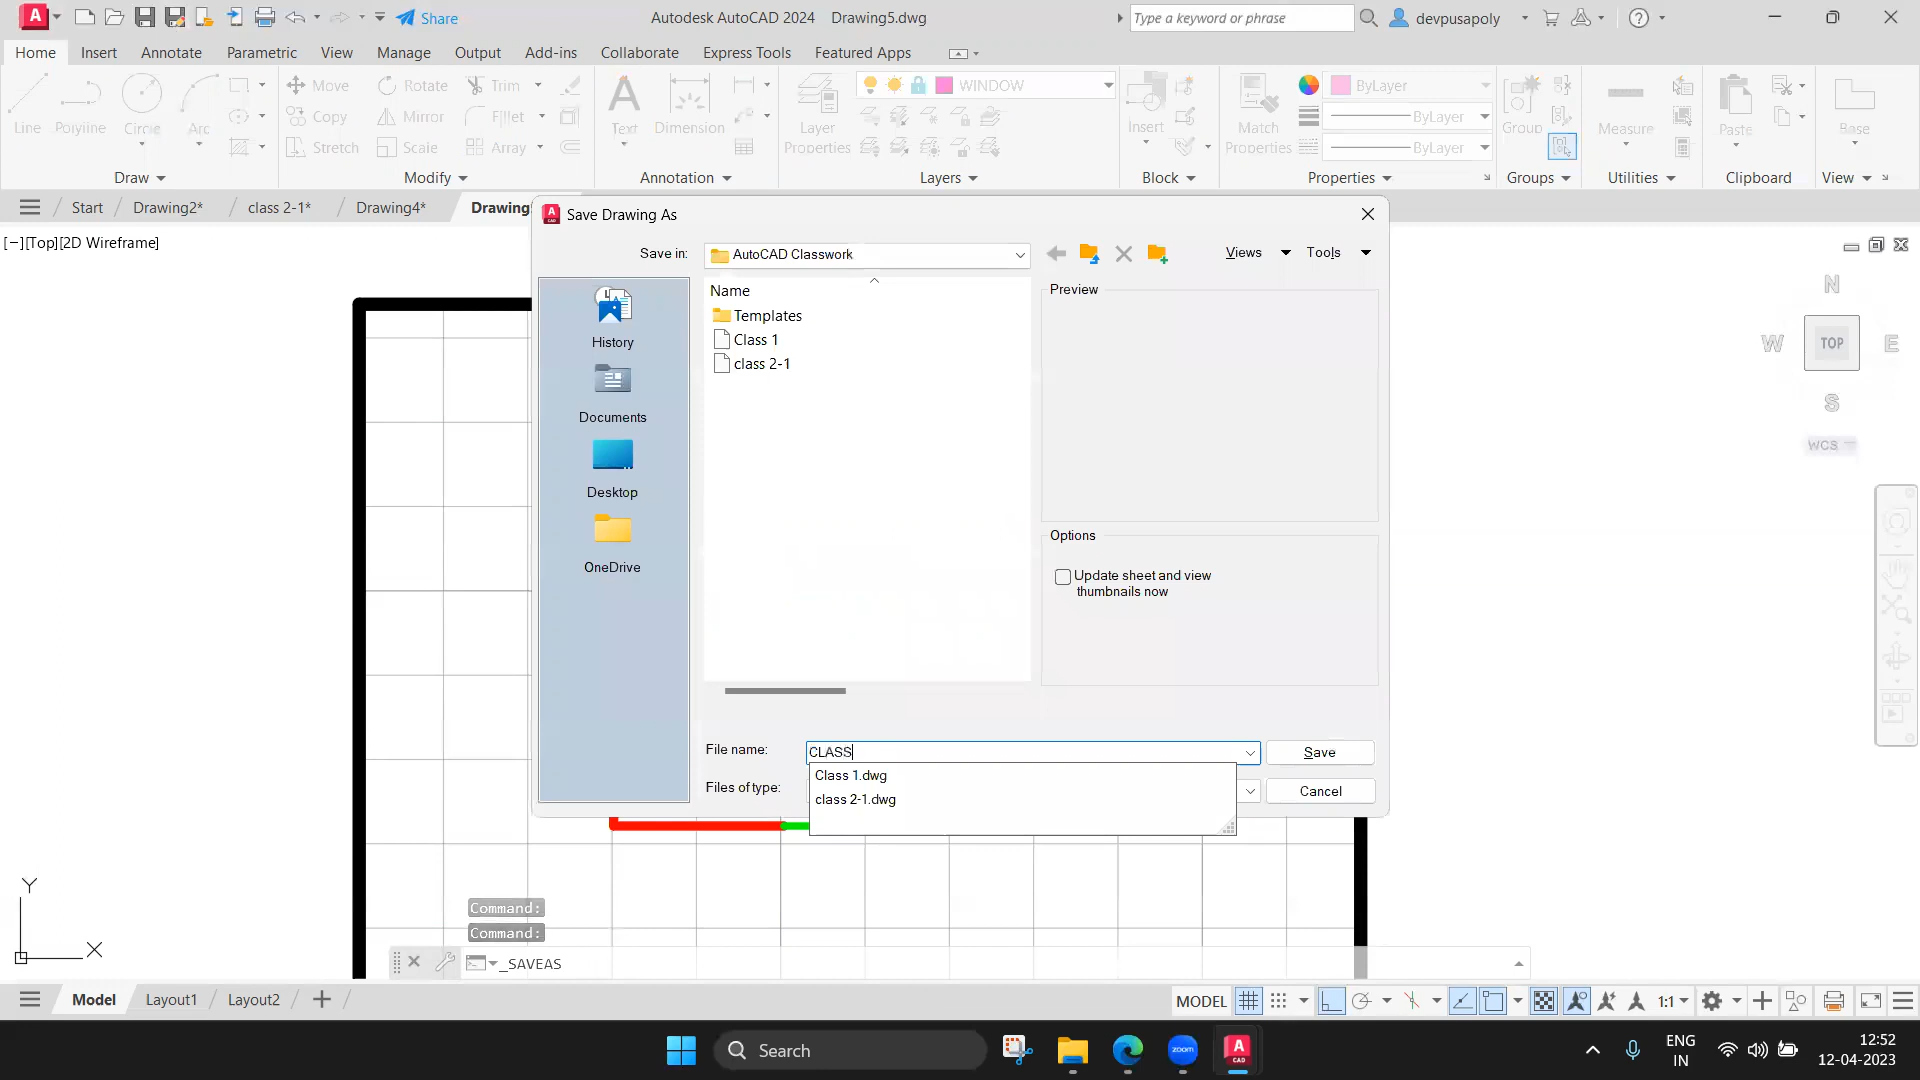 Share
Autodesk AutoCAD 2024 Drawing5.dwg
Type a keyword or phrase
devpusapoly
Home Insert Annotate Parametric View Manage Output Add-ins Collaborate Express Tools Featured Apps
Line Polyline Circle Arc
Move Rotate Trim
Copy Mirror Fillet
Stretch Scale Array
Text Dimension
Layer Properties
WINDOW
Insert
Match Properties
ByLayer
ByLayer
ByLayer
Group
Measure
Paste
Base
Draw Modify Annotation Layers Block Properties Groups Utilities Clipboard View
Start Drawing2* class 2-1* Drawing4* Drawing
[−][Top][2D Wireframe]
Save Drawing As
Save in: AutoCAD Classwork
Views Tools
History
Documents
Desktop
OneDrive
Name
Templates
Class 1
class 2-1
Preview
Options
Update sheet and view thumbnails now
File name: CLASS
Save
Files of type:
Cancel
Class 1.dwg
class 2-1.dwg
N
W TOP E
S
WCS
Y
X
Command:
Command:
_SAVEAS
Model Layout1 Layout2
MODEL
1:1
Search
zoom
A
CAD
ENG
IN
12:52
12-04-2023